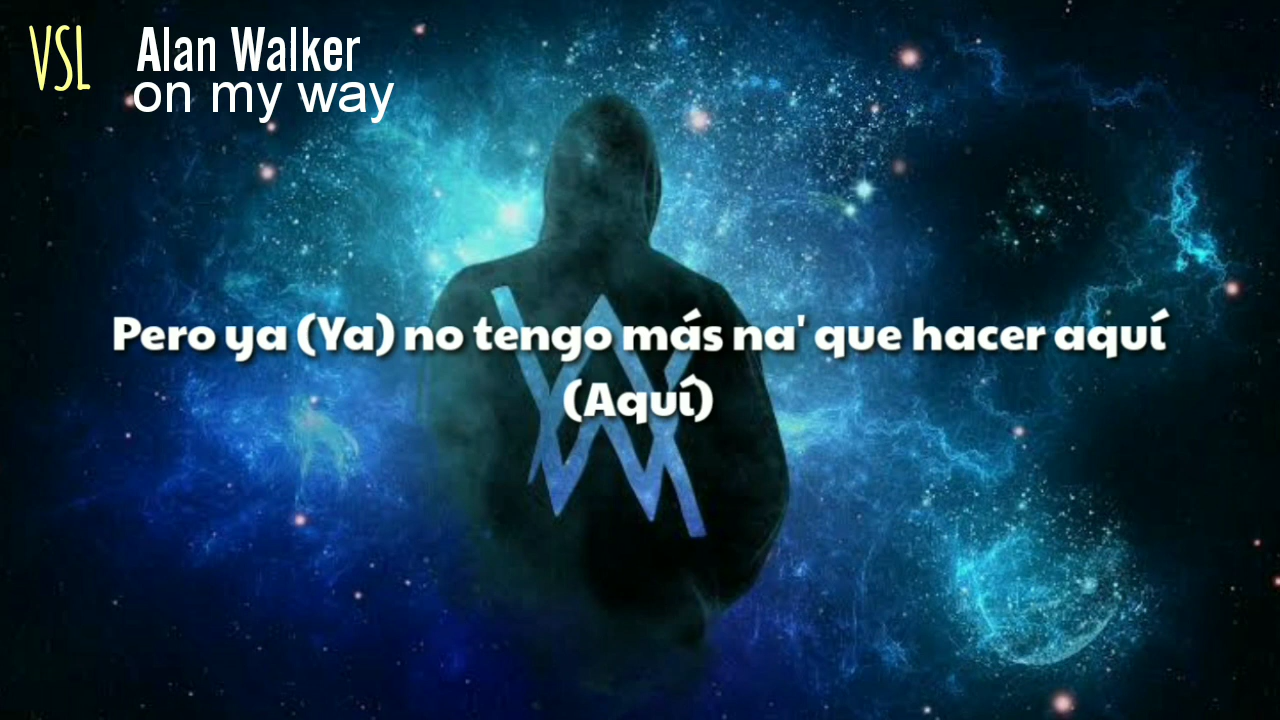 VSL
Alan Walker
on my way
Pero ya (Ya) no tengo más na' que hacer aquí
(Aquí)